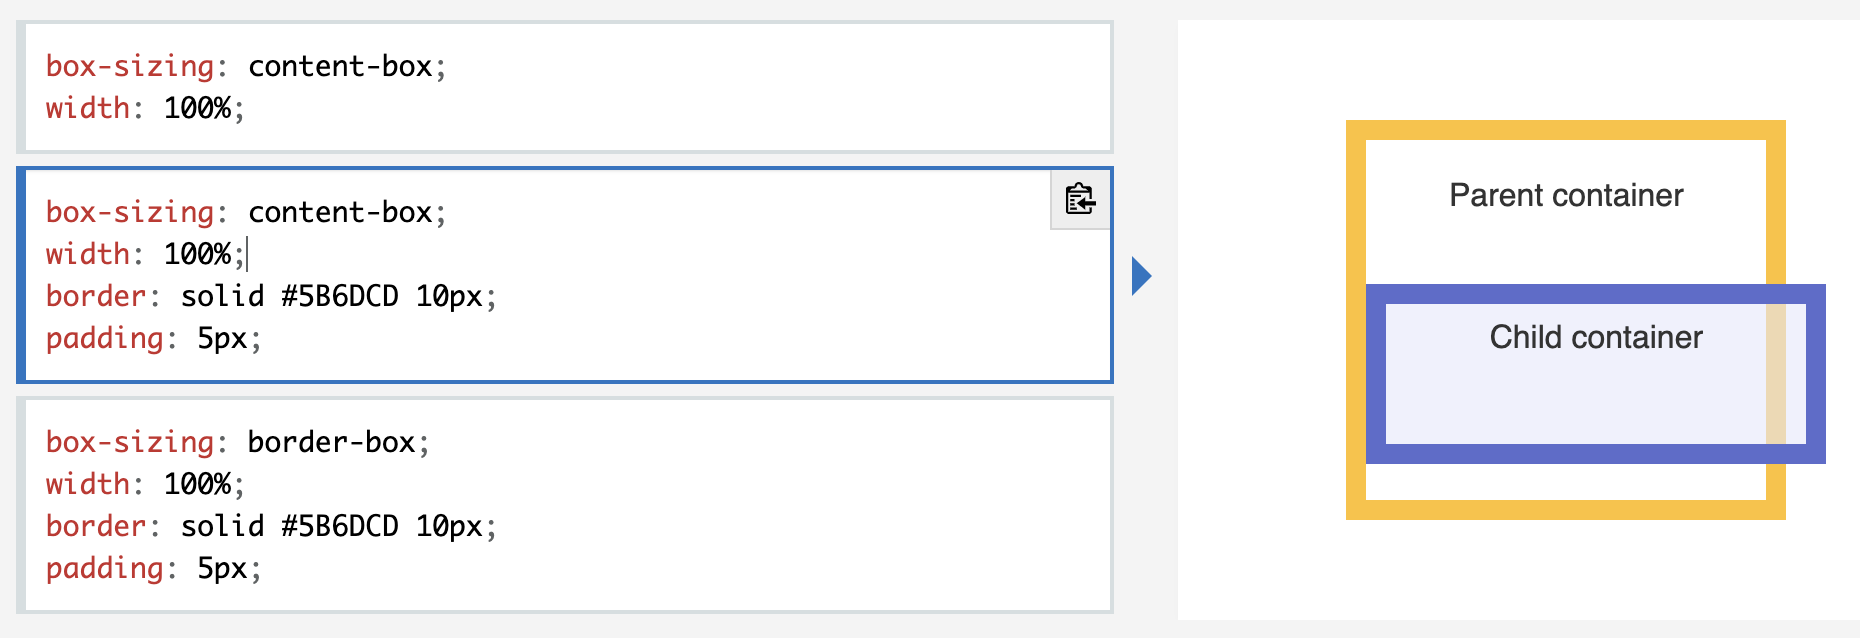 box-sizing: content-box;
width: 100%;
box-sizing: content-box;
width: 100%;
border: solid #5B6DCD 10px;
padding: 5px;
box-sizing: border-box;
width: 100%;
border: solid #5B6DCD 10px;
padding: 5px;
Parent container
Child container